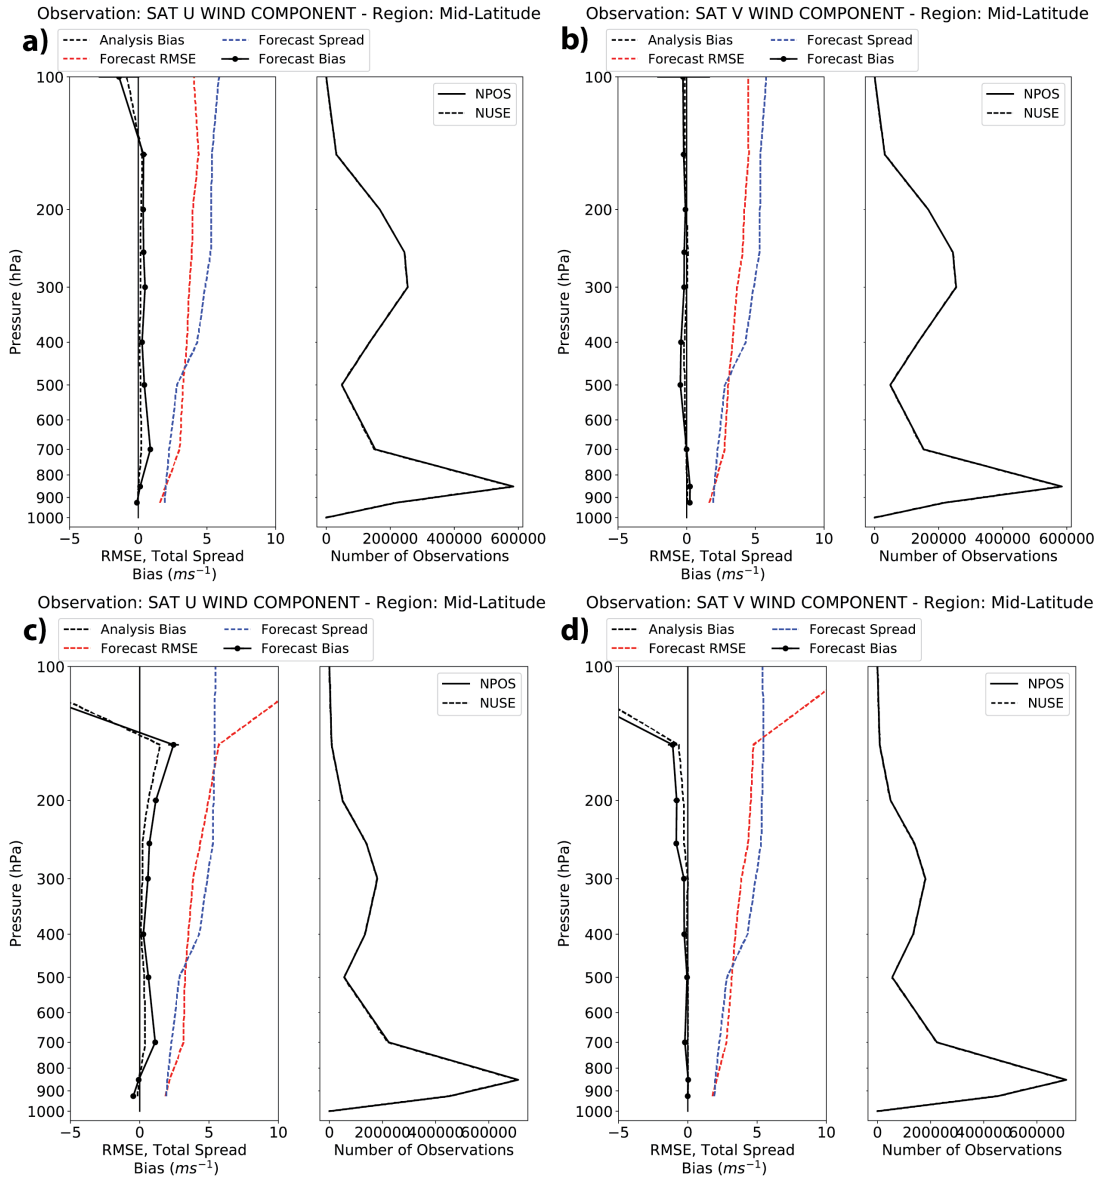 Observation: SAT U WIND COMPONENT - Region: Mid-Latitude
a)
Analysis Bias
Forecast RMSE
Forecast Spread
Forecast Bias
NPOS
NUSE
Pressure (hPa)
100
200
300
400
500
600
700
800
900
1000
−5 0 5 10
RMSE, Total Spread
Bias (ms⁻¹)
0 200000 400000 600000
Number of Observations
Observation: SAT V WIND COMPONENT - Region: Mid-Latitude
b)
Analysis Bias
Forecast RMSE
Forecast Spread
Forecast Bias
NPOS
NUSE
Pressure (hPa)
100
200
300
400
500
600
700
800
900
1000
−5 0 5 10
RMSE, Total Spread
Bias (ms⁻¹)
0 200000 400000 600000
Number of Observations
Observation: SAT U WIND COMPONENT - Region: Mid-Latitude
c)
Analysis Bias
Forecast RMSE
Forecast Spread
Forecast Bias
NPOS
NUSE
Pressure (hPa)
100
200
300
400
500
600
700
800
900
1000
−5 0 5 10
RMSE, Total Spread
Bias (ms⁻¹)
0 200000 400000 600000
Number of Observations
Observation: SAT V WIND COMPONENT - Region: Mid-Latitude
d)
Analysis Bias
Forecast RMSE
Forecast Spread
Forecast Bias
NPOS
NUSE
Pressure (hPa)
100
200
300
400
500
600
700
800
900
1000
−5 0 5 10
RMSE, Total Spread
Bias (ms⁻¹)
0 200000 400000 600000
Number of Observations